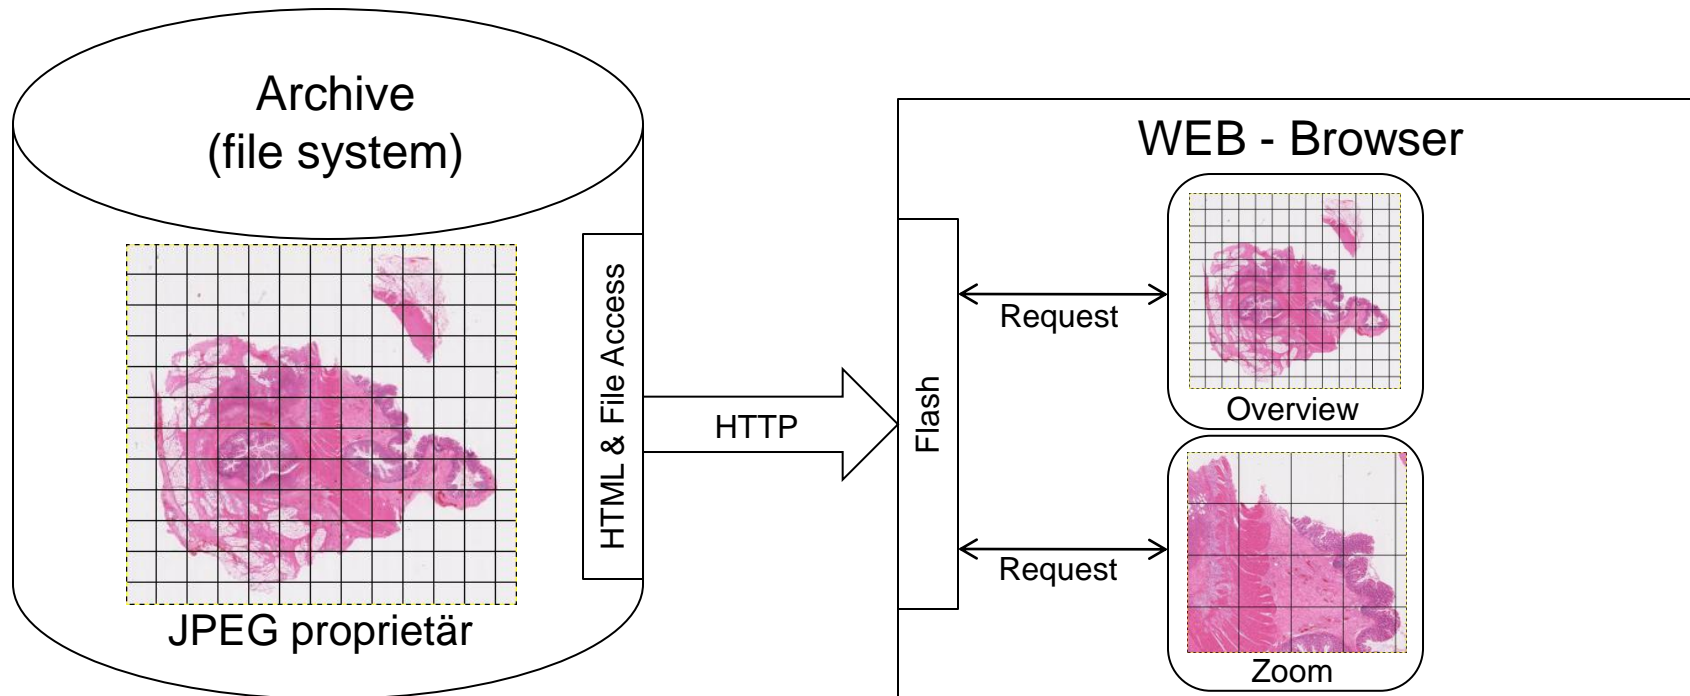 Archive
(file system)
JPEG proprietär
HTML & File Access
HTTP
WEB - Browser
Flash
Request
Overview
Request
Zoom